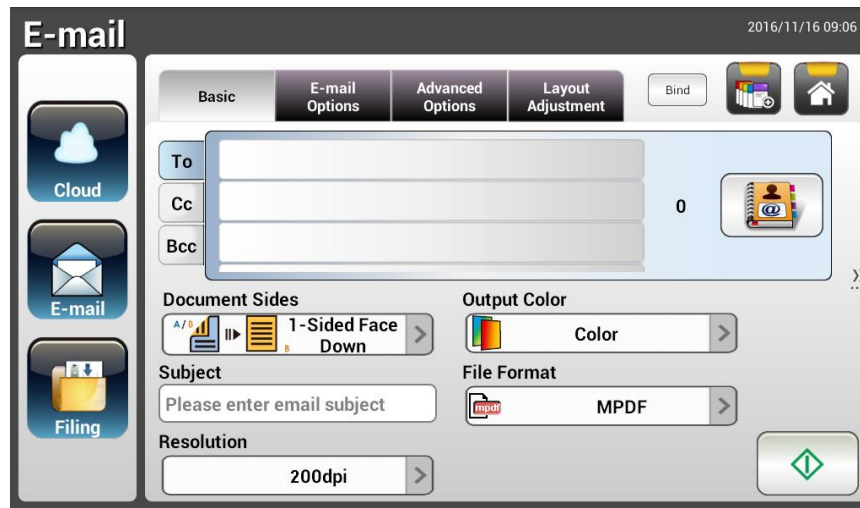 E-mail
2016/11/16 09:06
Basic
E-mail
Options
Advanced
Options
Layout
Adjustment
Bind
Cloud
E-mail
Filing
To
Cc
Bcc
0
@
Document Sides
A/B
B
1-Sided Face
Down
Output Color
Color
Subject
Please enter email subject
File Format
mpdf
MPDF
Resolution
200dpi